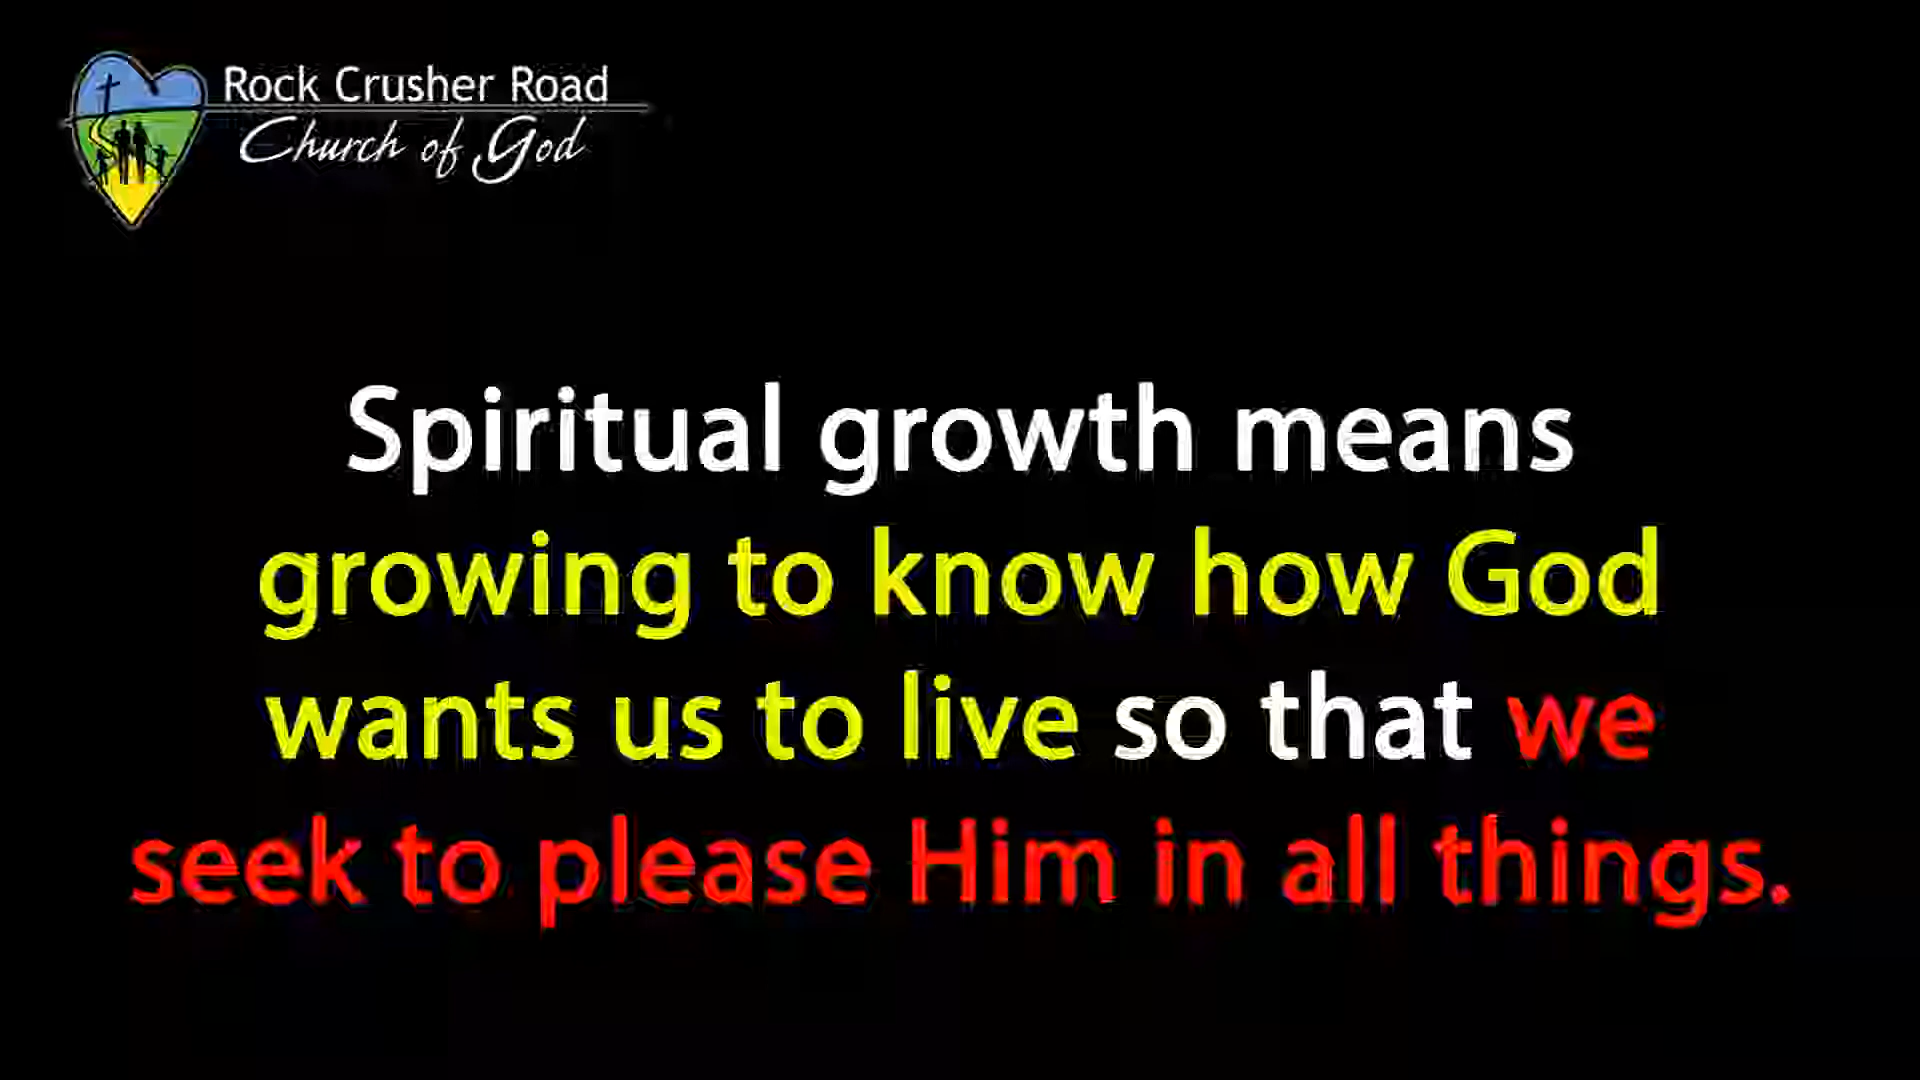 Rock Crusher Road
Church of God
Spiritual growth means
growing to know how God
wants us to live so that we
seek to please Him in all things.